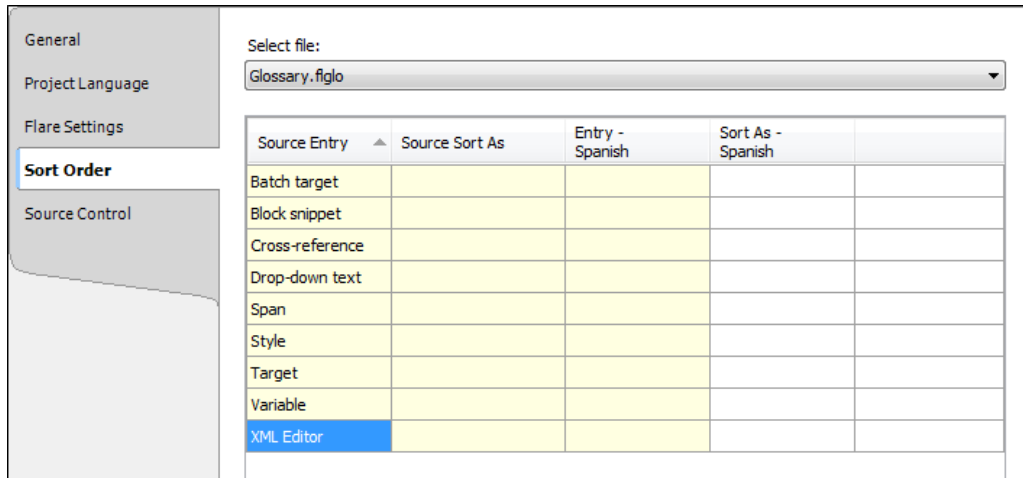 General
Project Language
Flare Settings
Sort Order
Source Control
Select file:
Glossary.flglo
Source Entry
Source Sort As
Entry -
Spanish
Sort As -
Spanish
Batch target
Block snippet
Cross-reference
Drop-down text
Span
Style
Target
Variable
XML Editor